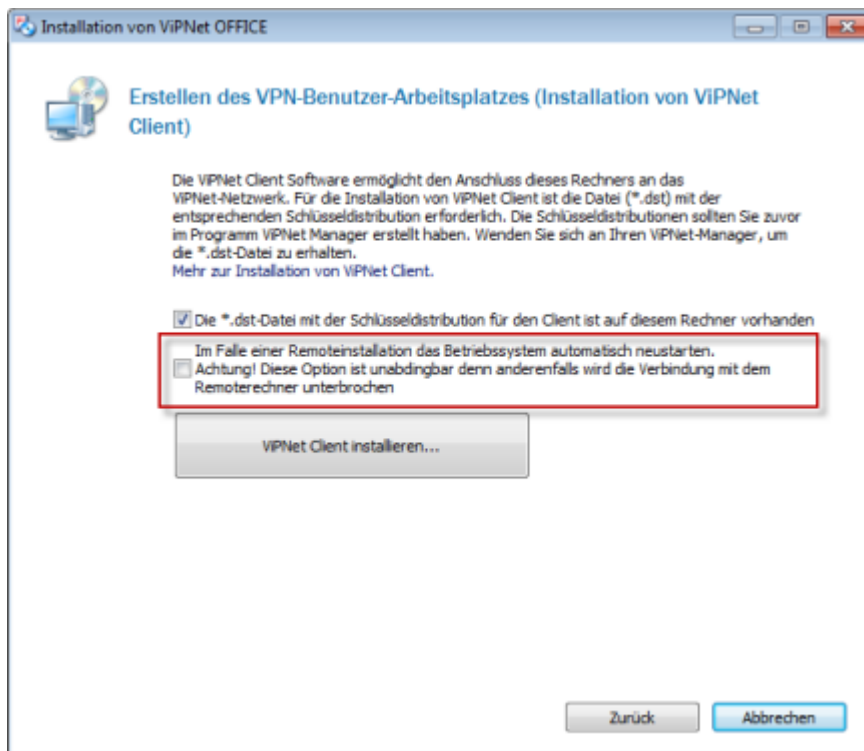 Installation von ViPNet OFFICE
Erstellen des VPN-Benutzer-Arbeitsplatzes (Installation von ViPNet
Client)
Die ViPNet Client Software ermöglicht den Anschluss dieses Rechners an das
ViPNet-Netzwerk. Für die Installation von ViPNet Client ist die Datei (*.dst) mit der
entsprechenden Schlüsseldistribution erforderlich. Die Schlüsseldistributionen sollten Sie zuvor
im Programm ViPNet Manager erstellt haben. Wenden Sie sich an Ihren ViPNet-Manager, um
die *.dst-Datei zu erhalten.
Mehr zur Installation von ViPNet Client.
Die *.dst-Datei mit der Schlüsseldistribution für den Client ist auf diesem Rechner vorhanden
Im Falle einer Remoteinstallation das Betriebssystem automatisch neustarten.
Achtung! Diese Option ist unabdingbar denn anderenfalls wird die Verbindung mit dem
Remoterechner unterbrochen
ViPNet Client installieren...
Zurück
Abbrechen